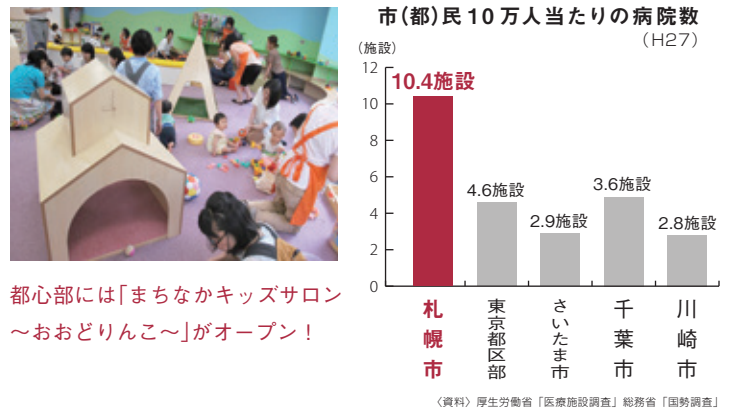 市(都)民10万人当たりの病院数
(H27)
(施設)
12
10
8
6
4
2
0
10.4施設
4.6施設
2.9施設
3.6施設
2.8施設
札幌市
東京都区部
さいたま市
千葉市
川崎市
〈資料〉厚生労働省「医療施設調査」総務省「国勢調査」
都心部には「まちなかキッズサロン
～おおどりんこ～」がオープン！